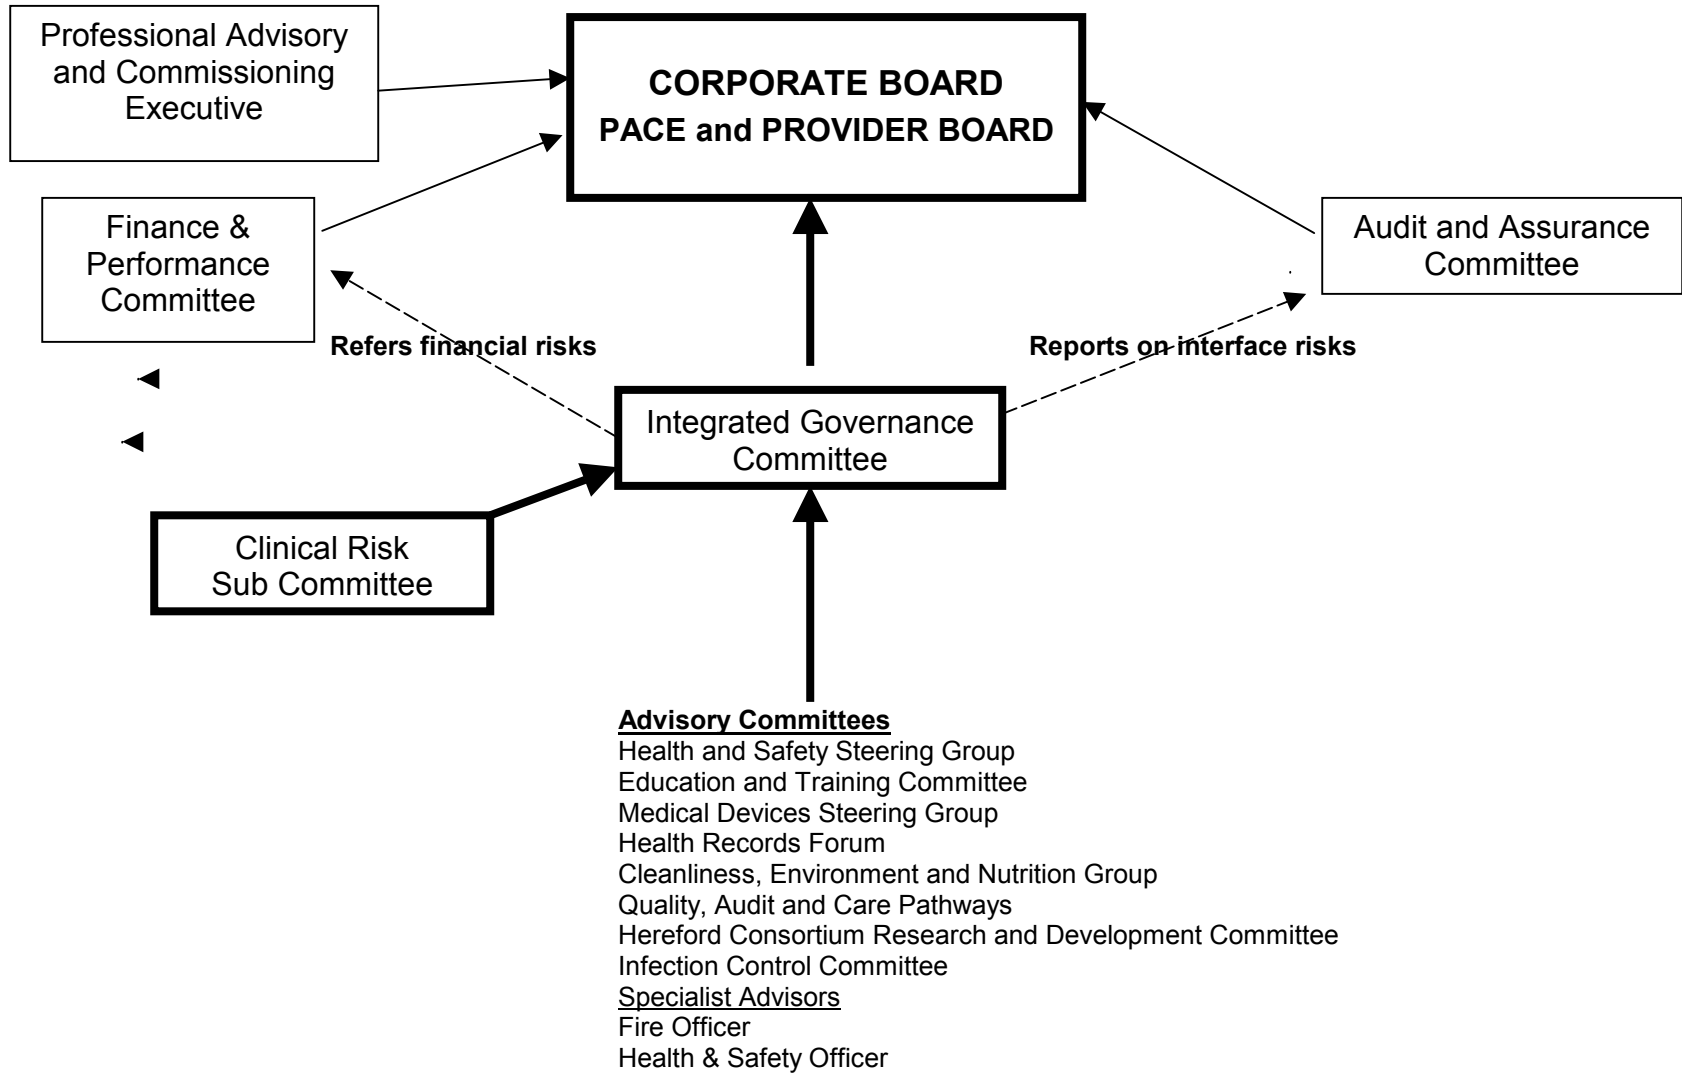 Professional Advisory
and Commissioning
Executive
CORPORATE BOARD
PACE and PROVIDER BOARD
Finance &
Performance
Committee
Audit and Assurance
Committee
Refers financial risks
Reports on interface risks
Integrated Governance
Committee
Clinical Risk
Sub Committee
Advisory Committees
Health and Safety Steering Group
Education and Training Committee
Medical Devices Steering Group
Health Records Forum
Cleanliness, Environment and Nutrition Group
Quality, Audit and Care Pathways
Hereford Consortium Research and Development Committee
Infection Control Committee
Specialist Advisors
Fire Officer
Health & Safety Officer